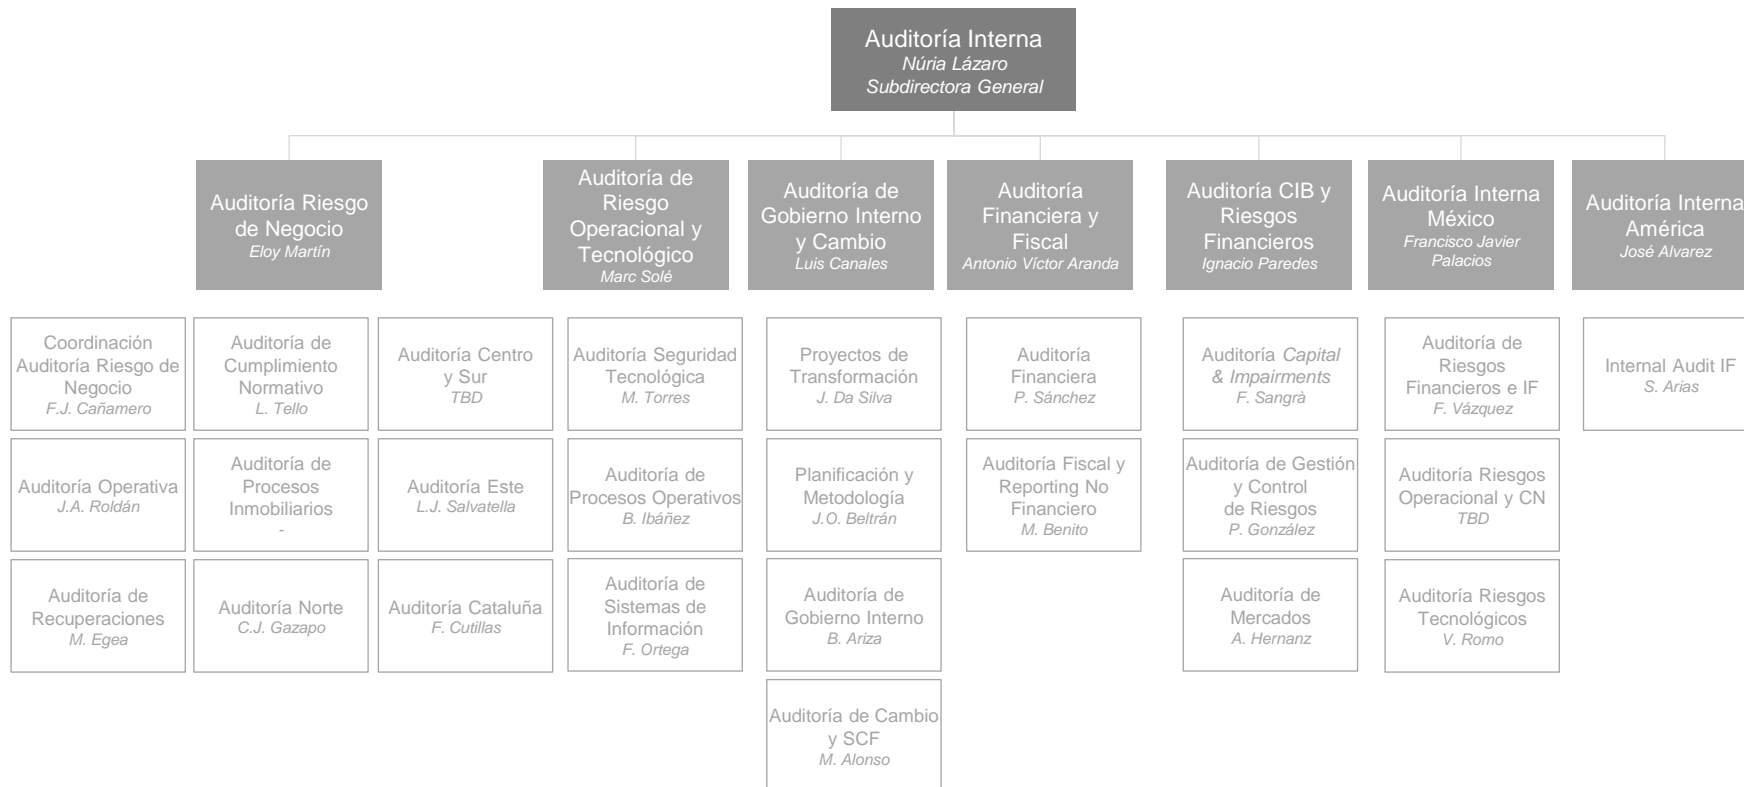 Auditoría Interna
Núria Lázaro
Subdirectora General
Auditoría Riesgo
de Negocio
Eloy Martín
Auditoría de
Riesgo
Operacional y
Tecnológico
Marc Solé
Auditoría de
Gobierno Interno
y Cambio
Luis Canales
Auditoría
Financiera y
Fiscal
Antonio Víctor Aranda
Auditoría CIB y
Riesgos
Financieros
Ignacio Paredes
Auditoría Interna
México
Francisco Javier
Palacios
Auditoría Interna
América
José Alvarez
Coordinación
Auditoría Riesgo de
Negocio
F.J. Cañamero
Auditoría de
Cumplimiento
Normativo
L. Tello
Auditoría Centro
y Sur
TBD
Auditoría Seguridad
Tecnológica
M. Torres
Proyectos de
Transformación
J. Da Silva
Auditoría
Financiera
P. Sánchez
Auditoría Capital
& Impairments
F. Sangrà
Auditoría de
Riesgos
Financieros e IF
F. Vázquez
Internal Audit IF
S. Arias
Auditoría Operativa
J.A. Roldán
Auditoría de
Procesos
Inmobiliarios
-
Auditoría Este
L.J. Salvatella
Auditoría de
Procesos Operativos
B. Ibáñez
Planificación y
Metodología
J.O. Beltrán
Auditoría Fiscal y
Reporting No
Financiero
M. Benito
Auditoría de Gestión
y Control
de Riesgos
P. González
Auditoría Riesgos
Operacional y CN
TBD
Auditoría de
Recuperaciones
M. Egea
Auditoría Norte
C.J. Gazapo
Auditoría Cataluña
F. Cutillas
Auditoría de
Sistemas de
Información
F. Ortega
Auditoría de
Gobierno Interno
B. Ariza
Auditoría de
Mercados
A. Hernanz
Auditoría Riesgos
Tecnológicos
V. Romo
Auditoría de Cambio
y SCF
M. Alonso